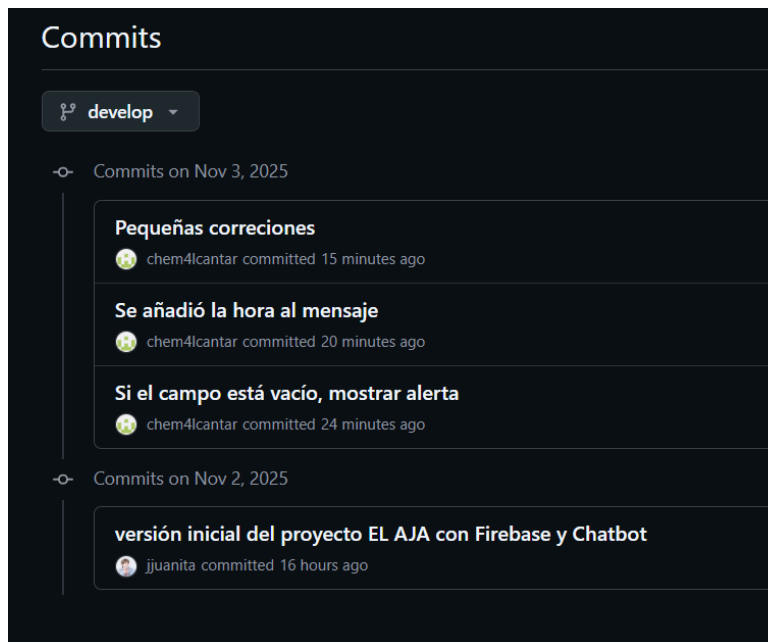 Commits
develop
Commits on Nov 3, 2025
Pequeñas correciones
chem4lcantar committed 15 minutes ago
Se añadió la hora al mensaje
chem4lcantar committed 20 minutes ago
Si el campo está vacío, mostrar alerta
chem4lcantar committed 24 minutes ago
Commits on Nov 2, 2025
versión inicial del proyecto EL AJA con Firebase y Chatbot
jjuanita committed 16 hours ago